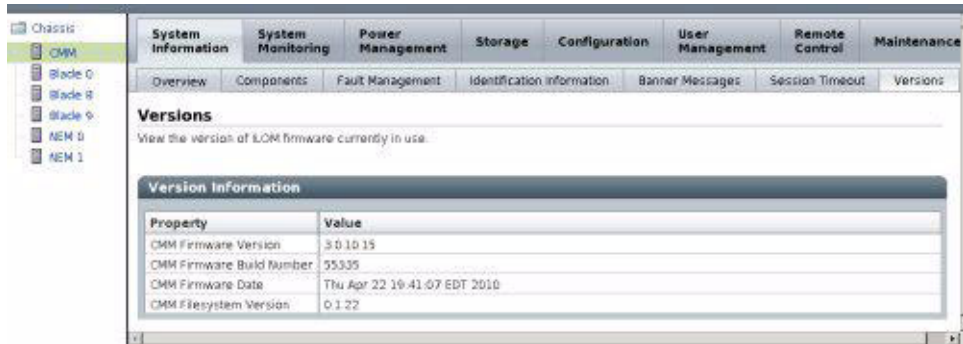 Chassis
CMM
Blade 0
Blade 8
Blade 9
NEM 0
NEM 1
System Information
System Monitoring
Power Management
Storage
Configuration
User Management
Remote Control
Maintenance
Overview
Components
Fault Management
Identification Information
Banner Messages
Session Timeout
Versions
Versions
View the version of ILOM firmware currently in use.
Version Information
Property Value
CMM Firmware Version 3.0.10.15
CMM Firmware Build Number 55335
CMM Firmware Date Thu Apr 22 19:41:07 EDT 2010
CMM Filesystem Version 0.1.22